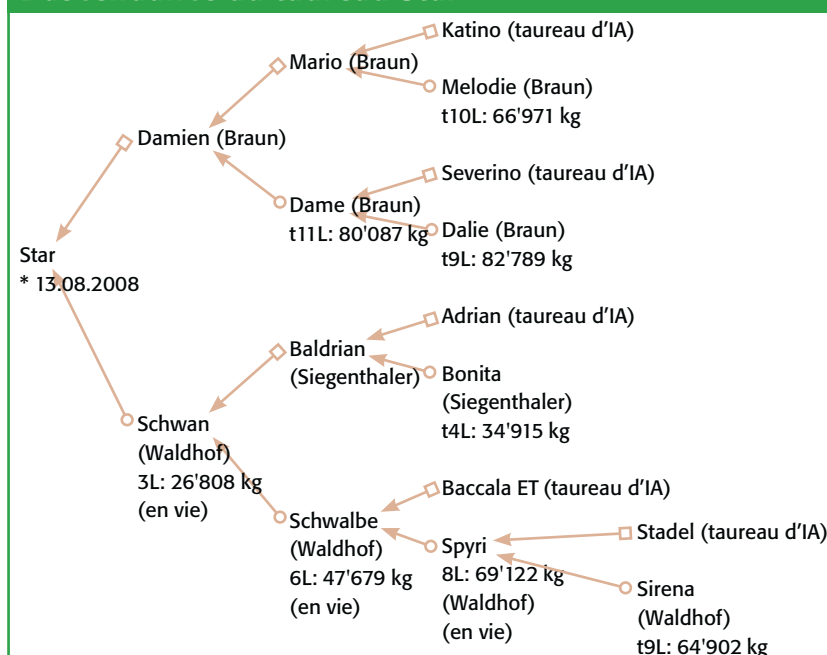 Katino (taureau d'IA)
Mario (Braun)
Melodie (Braun)
t10L: 66'971 kg
Damien (Braun)
Severino (taureau d'IA)
Dame (Braun)
t11L: 80'087 kg
Dalie (Braun)
t9L: 82'789 kg
Star
* 13.08.2008
Adrian (taureau d'IA)
Baldrian
(Siegenthaler)
Bonita
(Siegenthaler)
t4L: 34'915 kg
Schwan
(Waldhof)
3L: 26'808 kg
(en vie)
Baccala ET (taureau d'IA)
Schwalbe
(Waldhof)
6L: 47'679 kg
(en vie)
Spyri
8L: 69'122 kg
(Waldhof)
(en vie)
Stadel (taureau d'IA)
Sirena
(Waldhof)
t9L: 64'902 kg